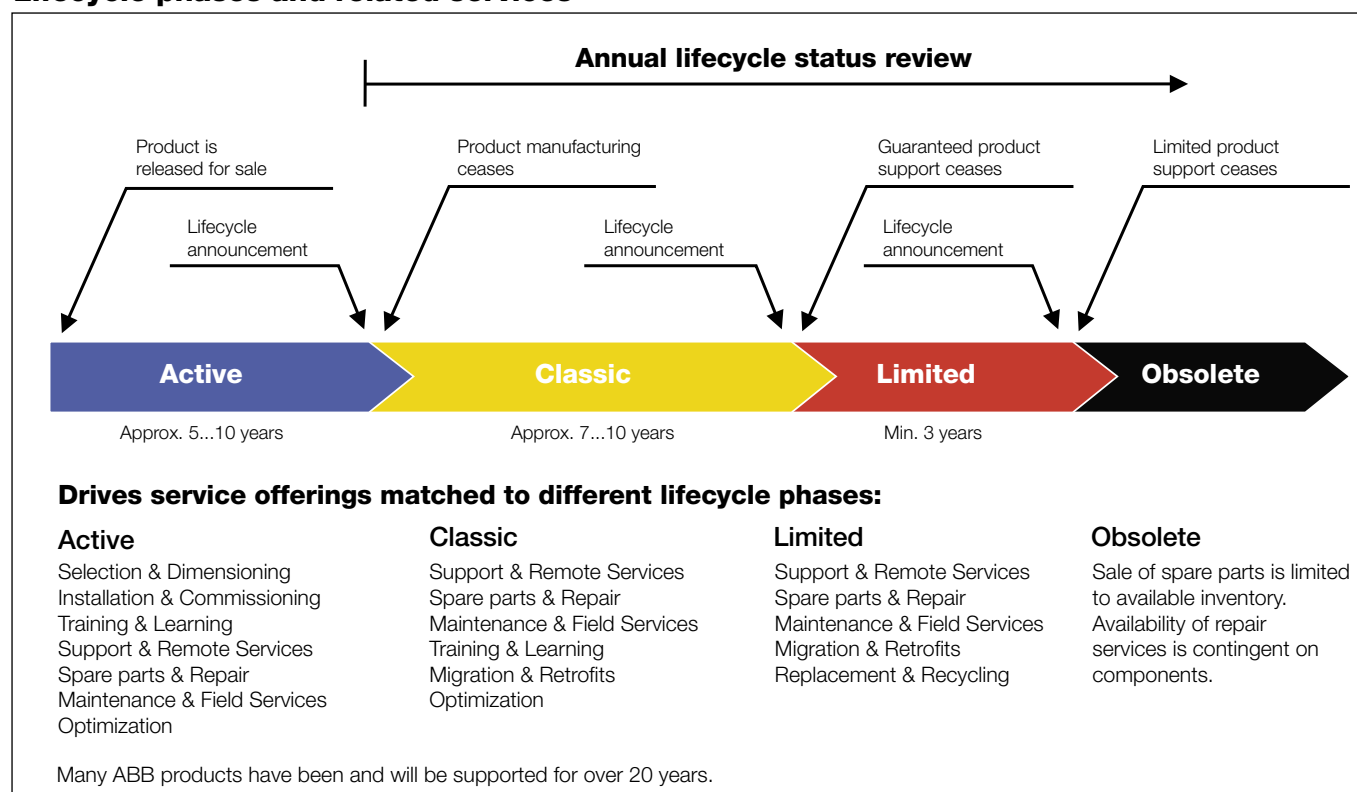 Lifecycle phases and related services
Annual lifecycle status review
Product is
released for sale
Product manufacturing
ceases
Guaranteed product
support ceases
Limited product
support ceases
Lifecycle
announcement
Lifecycle
announcement
Lifecycle
announcement
Active
Classic
Limited
Obsolete
Approx. 5...10 years
Approx. 7...10 years
Min. 3 years
Drives service offerings matched to different lifecycle phases:
Active
Selection & Dimensioning
Installation & Commissioning
Training & Learning
Support & Remote Services
Spare parts & Repair
Maintenance & Field Services
Optimization
Classic
Support & Remote Services
Spare parts & Repair
Maintenance & Field Services
Training & Learning
Migration & Retrofits
Optimization
Limited
Support & Remote Services
Spare parts & Repair
Maintenance & Field Services
Migration & Retrofits
Replacement & Recycling
Obsolete
Sale of spare parts is limited
to available inventory.
Availability of repair
services is contingent on
components.
Many ABB products have been and will be supported for over 20 years.